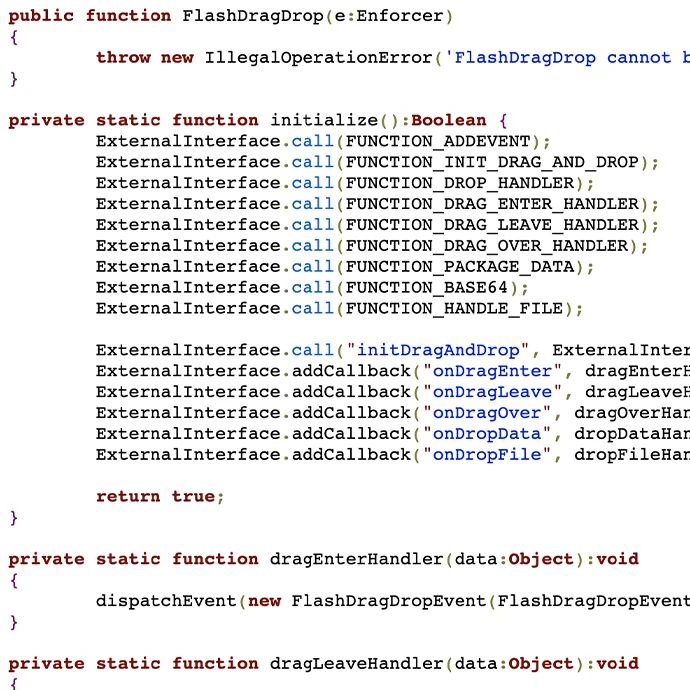 public function FlashDragDrop(e:Enforcer)
{
throw new IllegalOperationError('FlashDragDrop cannot
}
private static function initialize():Boolean {
ExternalInterface.call(FUNCTION_ADDEVENT);
ExternalInterface.call(FUNCTION_INIT_DRAG_AND_DROP);
ExternalInterface.call(FUNCTION_DROP_HANDLER);
ExternalInterface.call(FUNCTION_DRAG_ENTER_HANDLER);
ExternalInterface.call(FUNCTION_DRAG_LEAVE_HANDLER);
ExternalInterface.call(FUNCTION_DRAG_OVER_HANDLER);
ExternalInterface.call(FUNCTION_PACKAGE_DATA);
ExternalInterface.call(FUNCTION_BASE64);
ExternalInterface.call(FUNCTION_HANDLE_FILE);
ExternalInterface.call("initDragAndDrop", ExternalInter
ExternalInterface.addCallback("onDragEnter", dragEnterH
ExternalInterface.addCallback("onDragLeave", dragLeaveH
ExternalInterface.addCallback("onDragOver", dragOverHan
ExternalInterface.addCallback("onDropData", dropDataHan
ExternalInterface.addCallback("onDropFile", dropFileHan
return true;
}
private static function dragEnterHandler(data:Object):void
{
dispatchEvent(new FlashDragDropEvent(FlashDragDropEvent
}
private static function dragLeaveHandler(data:Object):void
{